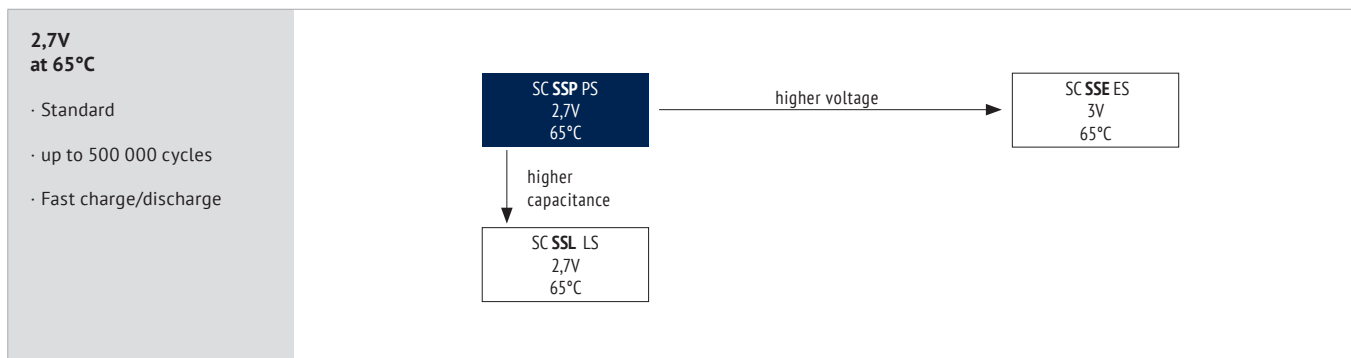 2,7V
at 65°C
· Standard
· up to 500 000 cycles
· Fast charge/discharge
SC SSP PS
2,7V
65°C
higher voltage
SC SSE ES
3V
65°C
higher
capacitance
SC SSL LS
2,7V
65°C